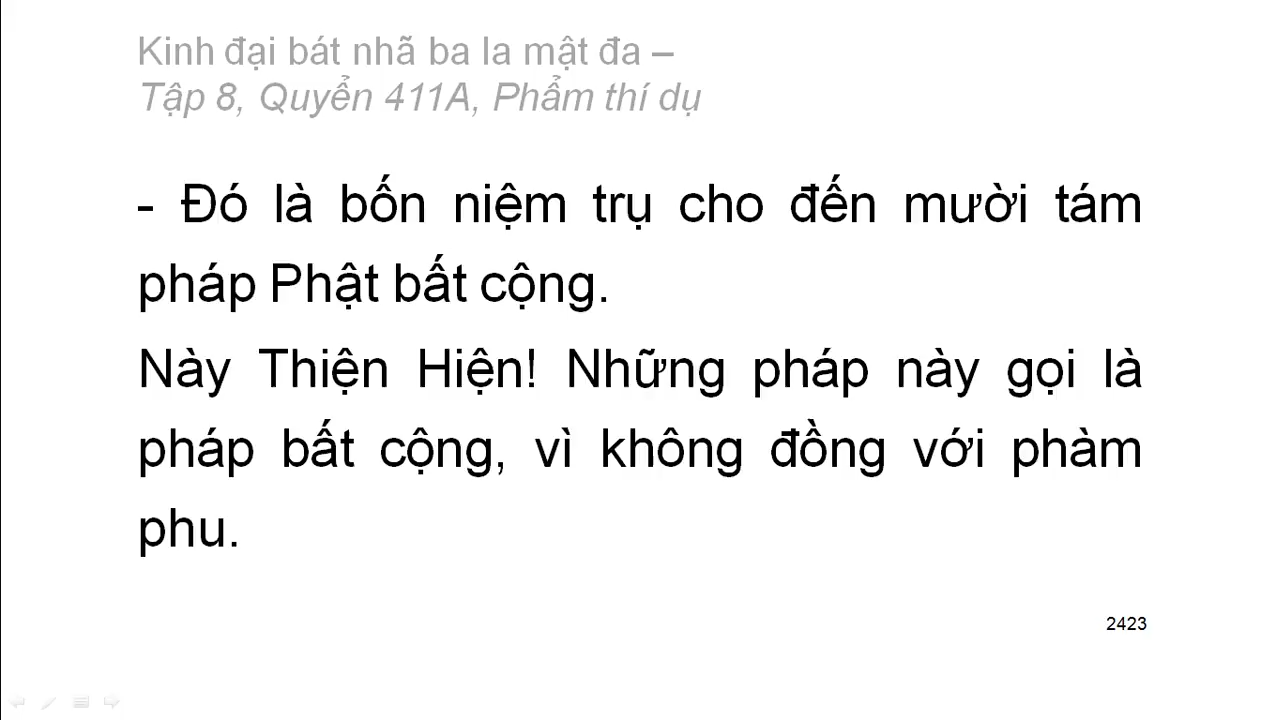 Kinh đại bát nhã ba la mật đa –
Tập 8, Quyển 411A, Phẩm thí dụ
- Đó là bốn niệm trụ cho đến mười tám
pháp Phật bất cộng.
Này Thiện Hiện! Những pháp này gọi là
pháp bất cộng, vì không đồng với phàm
phu.
2423